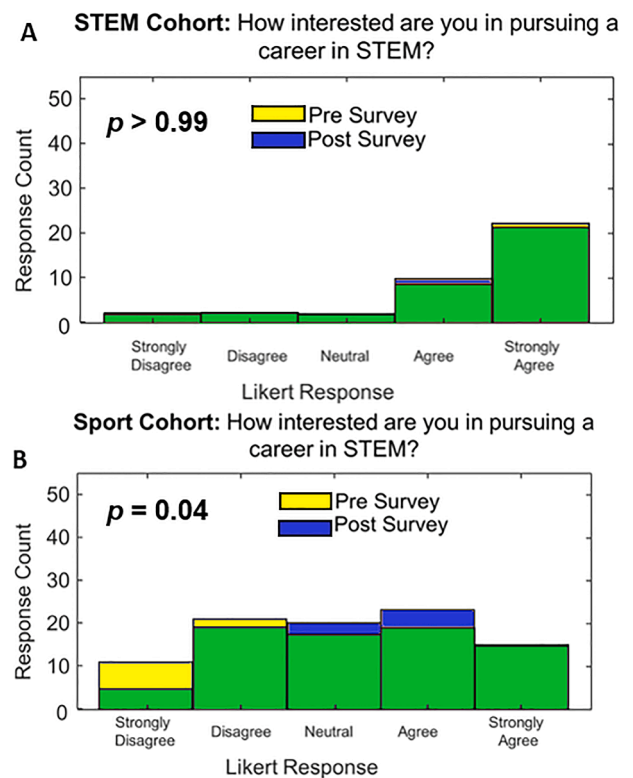 A
STEM Cohort: How interested are you in pursuing a
career in STEM?
50
40
30
20
10
0
Response Count
p > 0.99
Pre Survey
Post Survey
Strongly
Disagree
Disagree
Neutral
Agree
Strongly
Agree
Likert Response
Sport Cohort: How interested are you in pursuing a
career in STEM?
B
50
40
30
20
10
0
Response Count
p = 0.04
Pre Survey
Post Survey
Strongly
Disagree
Disagree
Neutral
Agree
Strongly
Agree
Likert Response